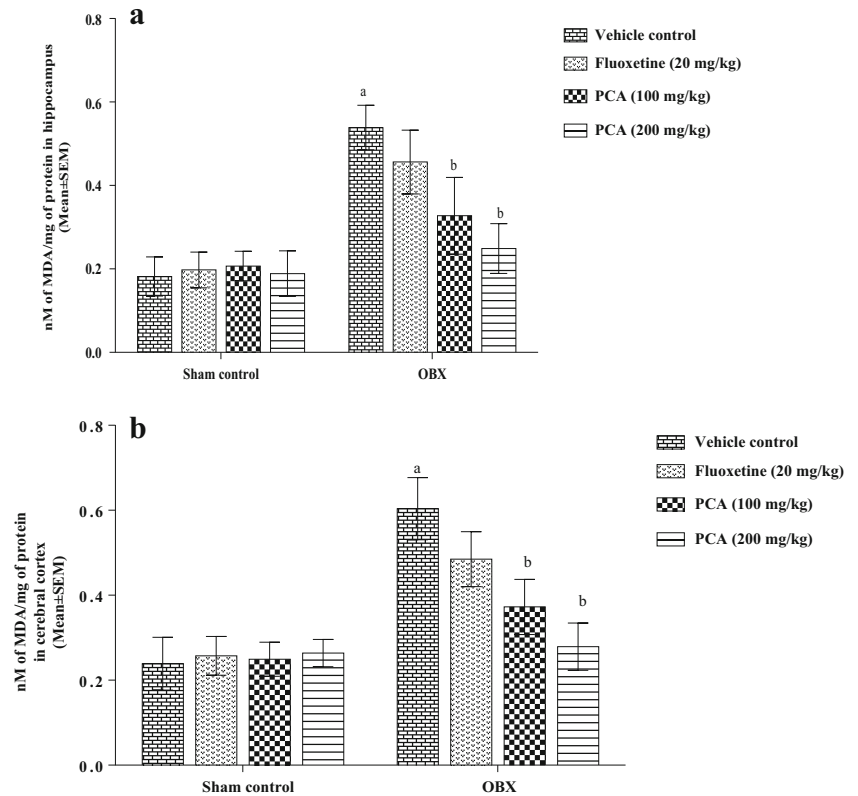 a
0.8
0.6
0.4
0.2
0.0
nM of MDA/mg of protein in hippocampus
(Mean±SEM)
a
b
b
Sham control
OBX
Vehicle control
Fluoxetine (20 mg/kg)
PCA (100 mg/kg)
PCA (200 mg/kg)
b
0.8
0.6
0.4
0.2
0.0
nM of MDA/mg of protein
in cerebral cortex
(Mean±SEM)
a
b
b
Sham control
OBX
Vehicle control
Fluoxetine (20 mg/kg)
PCA (100 mg/kg)
PCA (200 mg/kg)